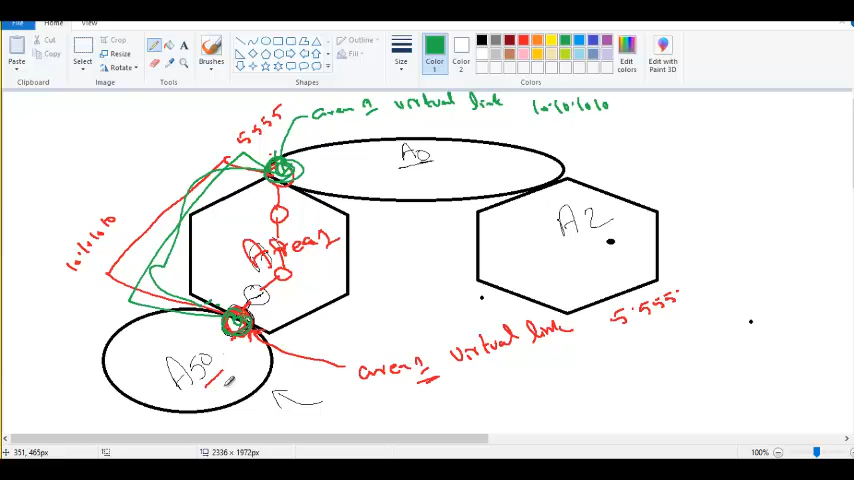 File Home View
Cut
Copy
Paste
Clipboard
Crop
Resize
Rotate
Select
Image
Tools
Brushes
Outline
Fill
Shapes
Size
Color 1
Color 2
Colors
Edit colors
Edit with Paint 3D
area 1 virtual link 10.10.10.10
5.5.5.5
A0
A2
10.10.10.10
Area 1
5.5.5.5
area 1 virtual link
A50
351, 465px
2336 × 1972px
100%